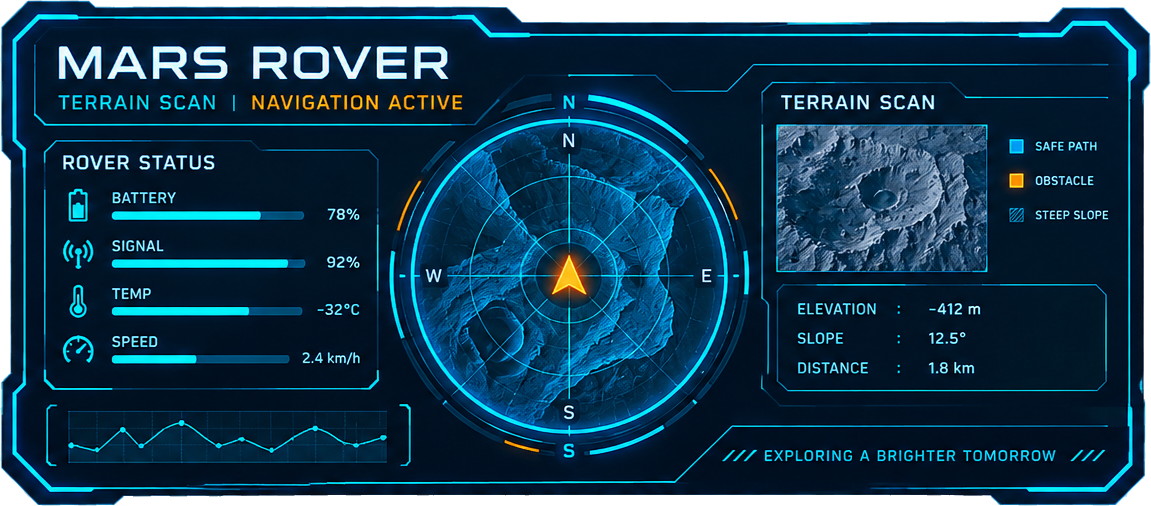 MARS ROVER
TERRAIN SCAN | NAVIGATION ACTIVE
ROVER STATUS
BATTERY
78%
SIGNAL
92%
TEMP
-32°C
SPEED
2.4 km/h
N
N
W
E
S
S
TERRAIN SCAN
SAFE PATH
OBSTACLE
STEEP SLOPE
ELEVATION : -412 m
SLOPE : 12.5°
DISTANCE : 1.8 km
/// EXPLORING A BRIGHTER TOMORROW ///